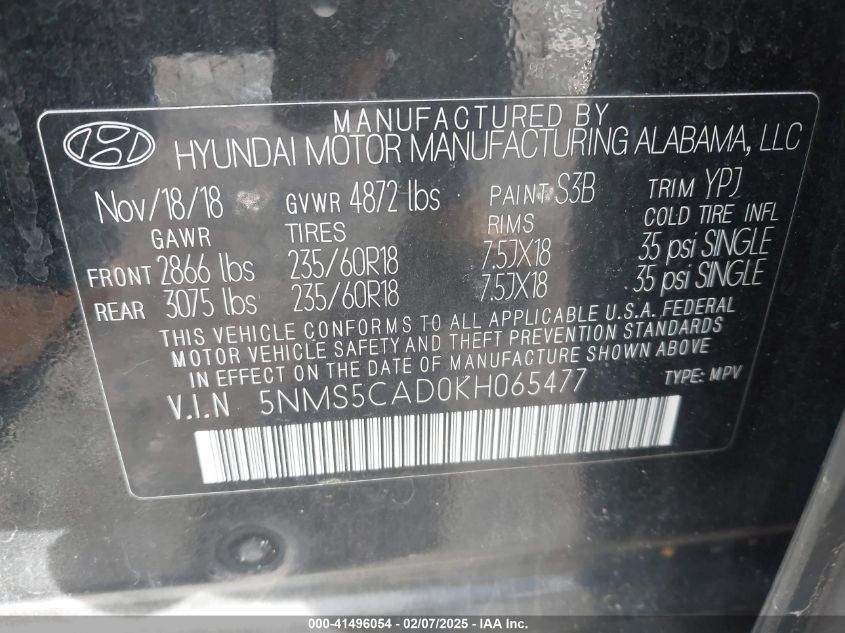 MANUFACTURED BY
HYUNDAI MOTOR MANUFACTURING ALABAMA, LLC
Nov/18/18 GVWR 4872 lbs PAINT S3B TRIM YPJ
GAWR TIRES RIMS COLD TIRE INFL
FRONT 2866 lbs 235/60R18 7.5JX18 35 psi SINGLE
REAR 3075 lbs 235/60R18 7.5JX18 35 psi SINGLE
THIS VEHICLE CONFORMS TO ALL APPLICABLE U.S.A. FEDERAL
MOTOR VEHICLE SAFETY AND THEFT PREVENTION STANDARDS
IN EFFECT ON THE DATE OF MANUFACTURE SHOWN ABOVE
V.I.N 5NMS5CAD0KH065477 TYPE: MPV
000-41496054 - 02/07/2025 - IAA Inc.